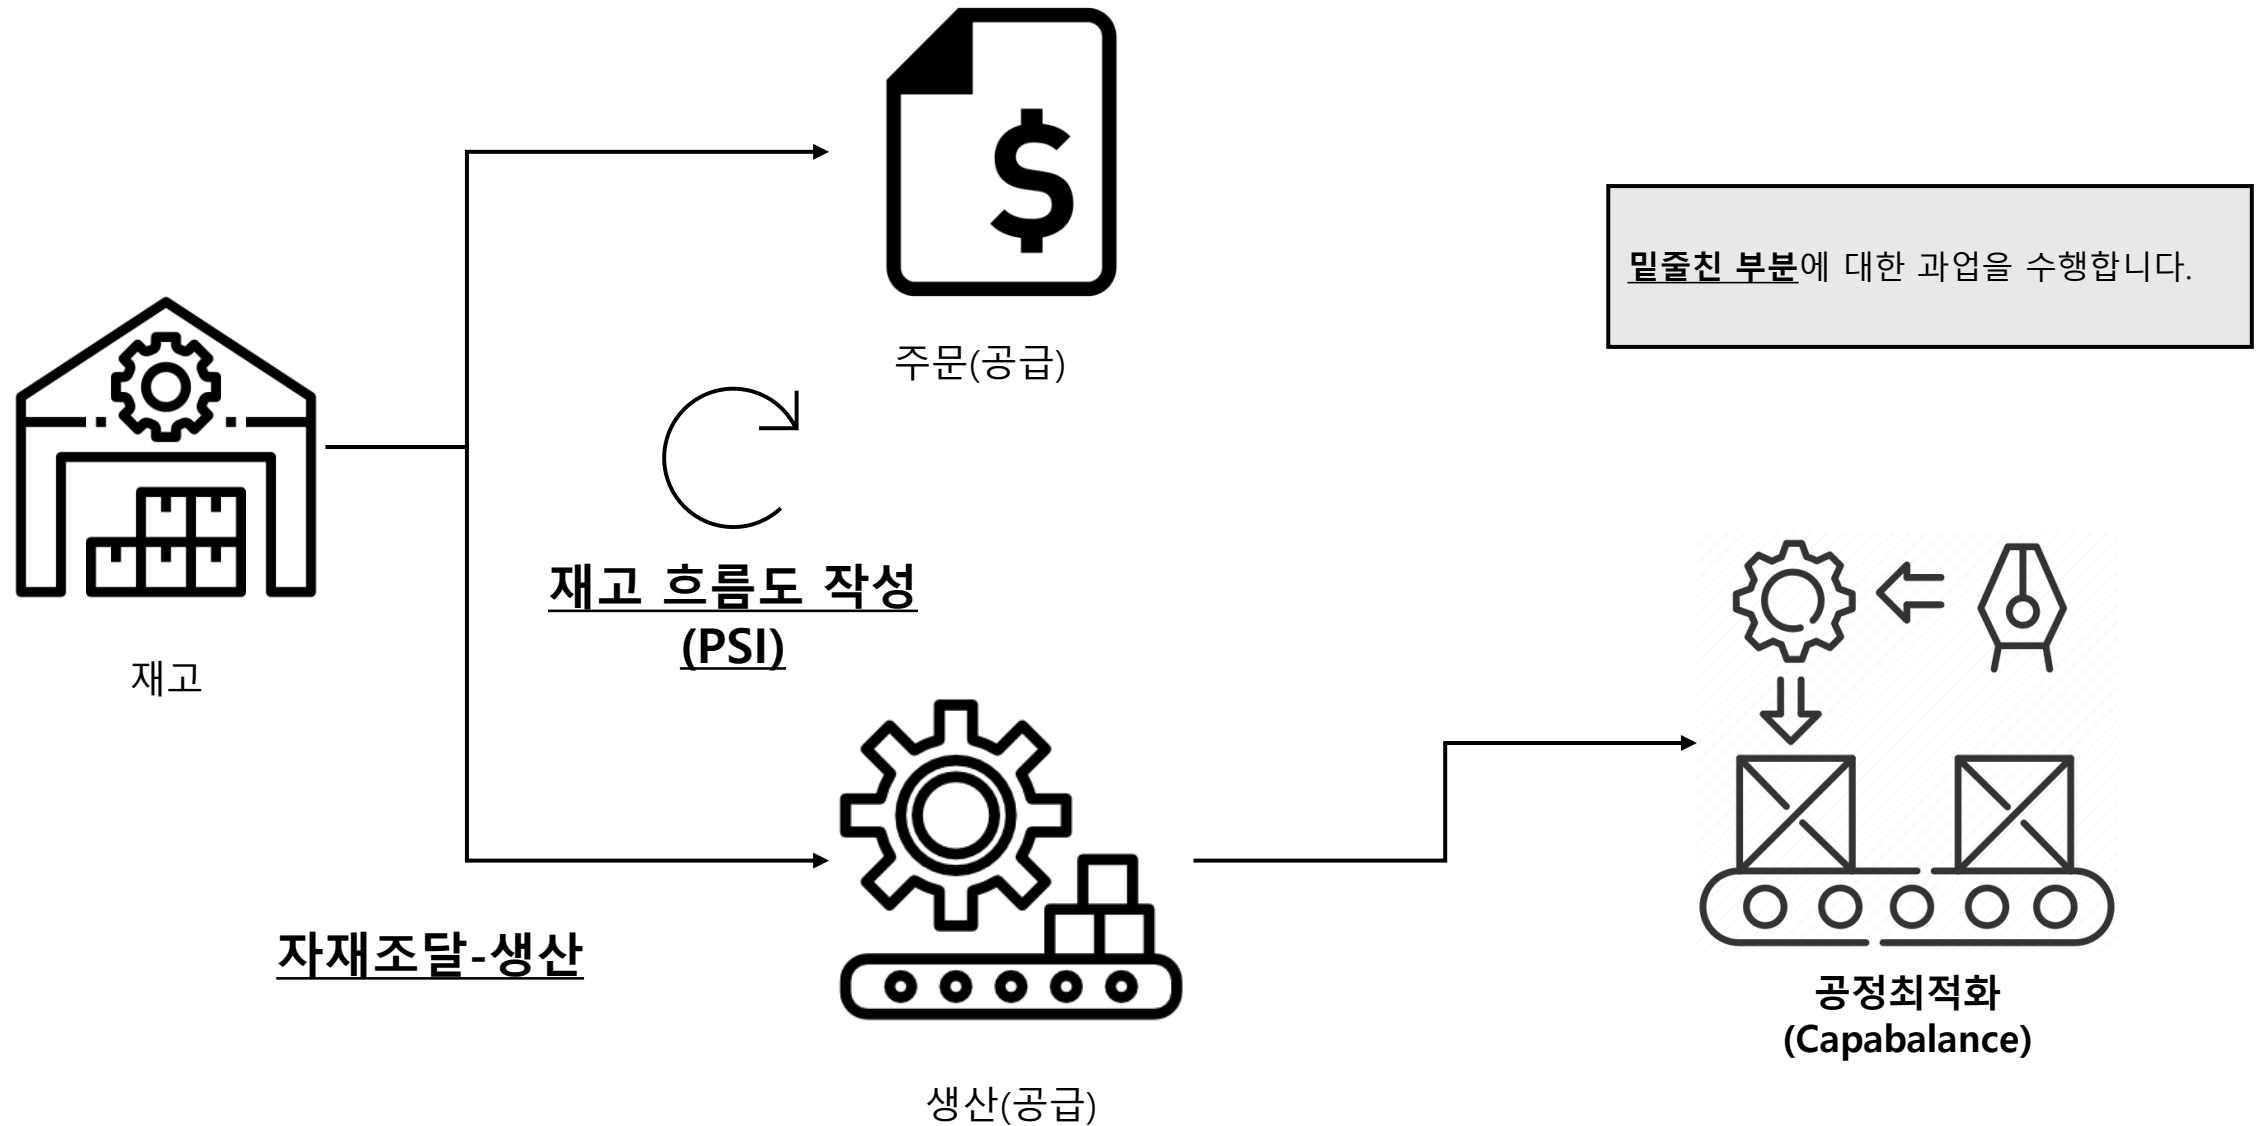 주문(공급)
밑줄친 부분에 대한 과업을 수행합니다.
재고
재고 흐름도 작성
(PSI)
자재조달-생산
생산(공급)
공정최적화
(Capabalance)